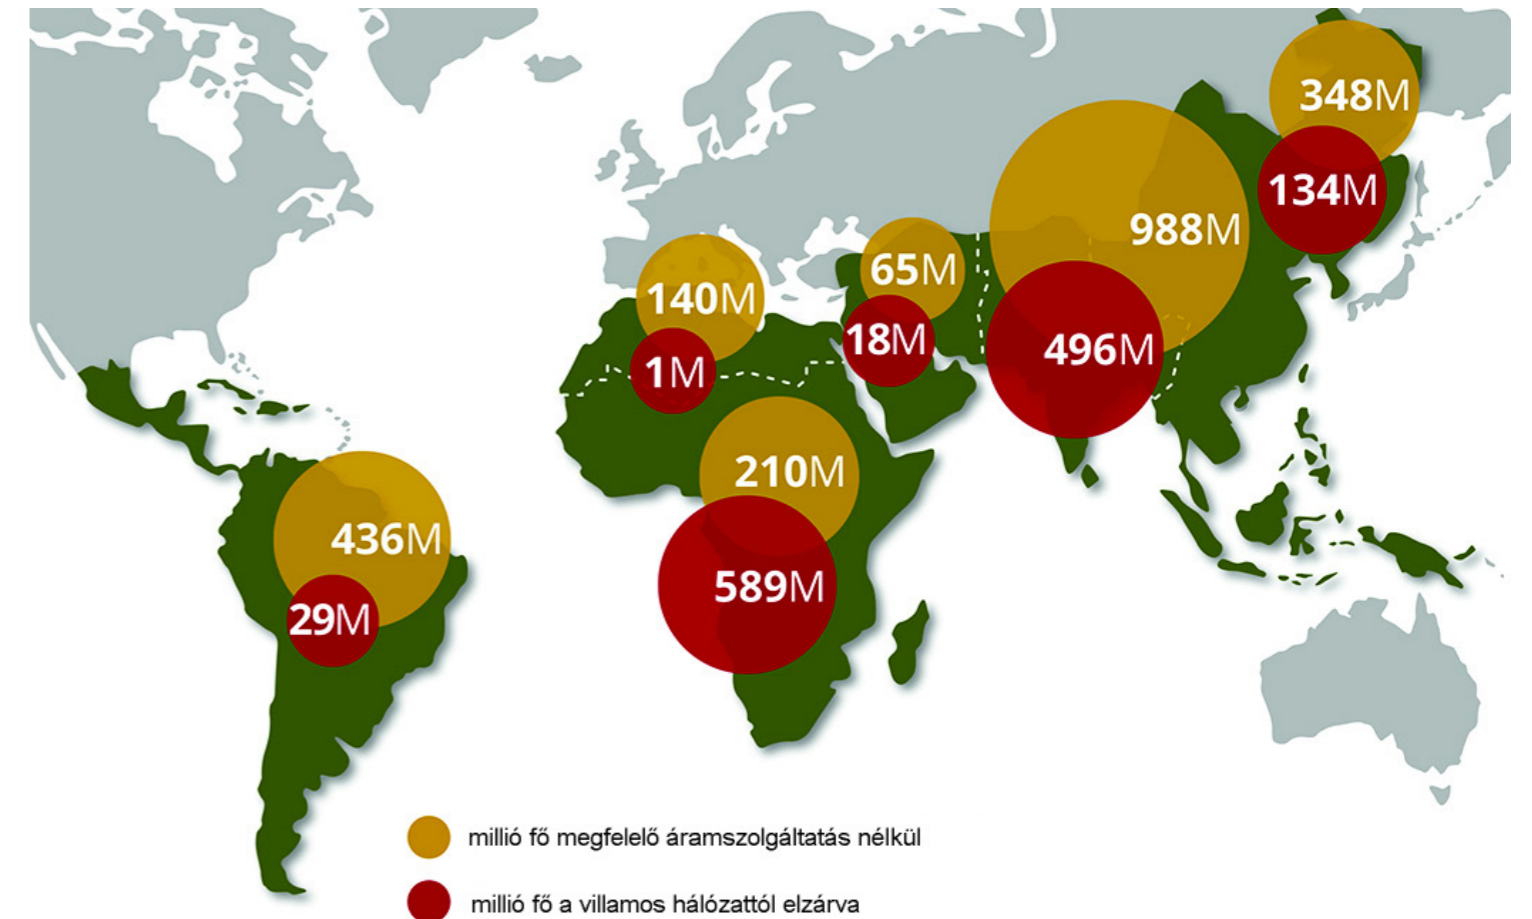 348M
134M
988M
65M
140M
18M
496M
1M
210M
436M
589M
29M
millió fő megfelelő áramszolgáltatás nélkül
millió fő a villamos hálózattól elzárva